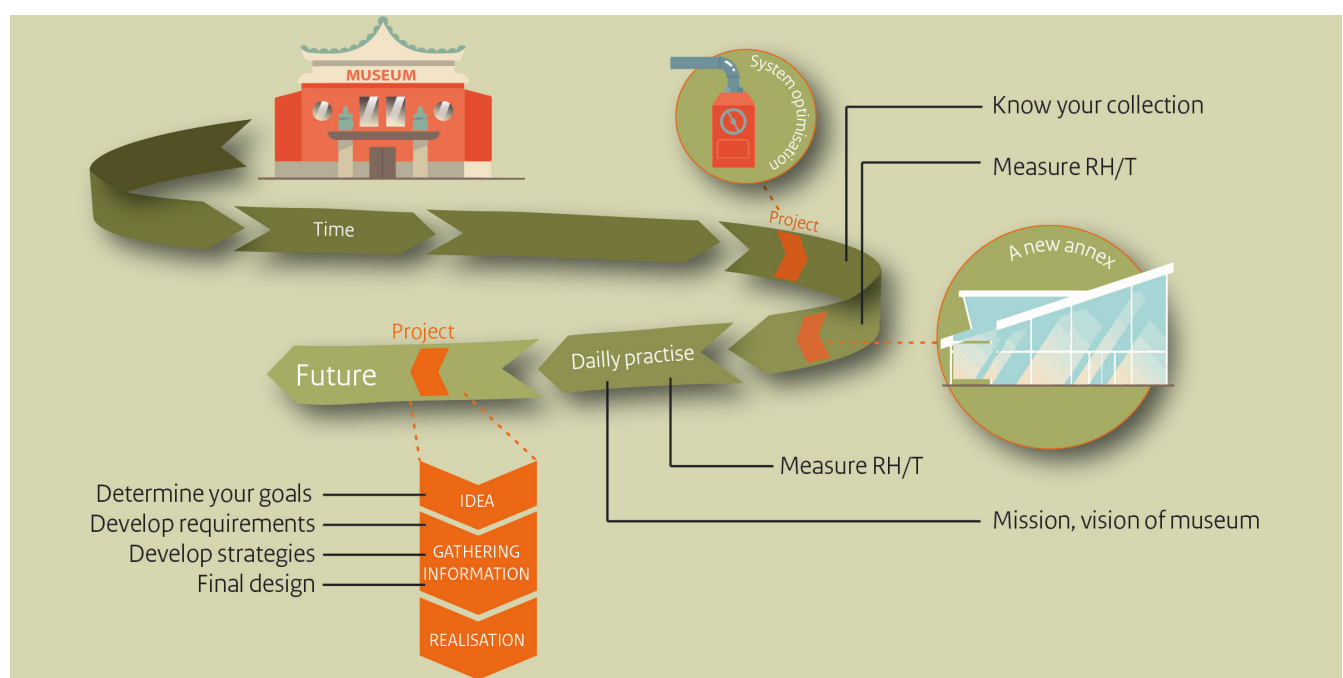 MUSEUM
System optimisation
Know your collection
Measure RH/T
Project
Time
A new annex
Project
Dailly practise
Future
Measure RH/T
Mission, vision of museum
Determine your goals
Develop requirements
Develop strategies
Final design
IDEA
GATHERING
INFORMATION
REALISATION